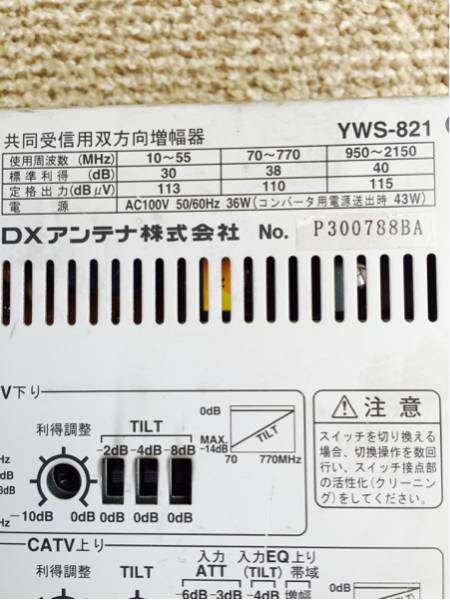 共同受信用双方向増幅器 YWS-821
使用周波数 (MHz) 10~55 70~770 950~2150
標準利得 (dB) 30 38 40
定格出力(dBμV) 113 110 115
電源 AC100V 50/60Hz 36W(コンバータ用電源送出時 43W)
DXアンテナ株式会社 No. P300788BA
V下り
利得調整 TILT
-2dB -4dB -8dB
-10dB 0dB 0dB 0dB 0dB
0dB
MAX. -14dB
TILT
70 770MHz
注意
スイッチを切り換える
場合、切換操作を数回
行い、スイッチ接点部
の活性化(クリーニン
グ)をしてください。
CATV上り
利得調整 TILT
入力 入力EQ 上り
ATT (TILT) 帯域
-6dB -3dB -4dB 増幅
0dB